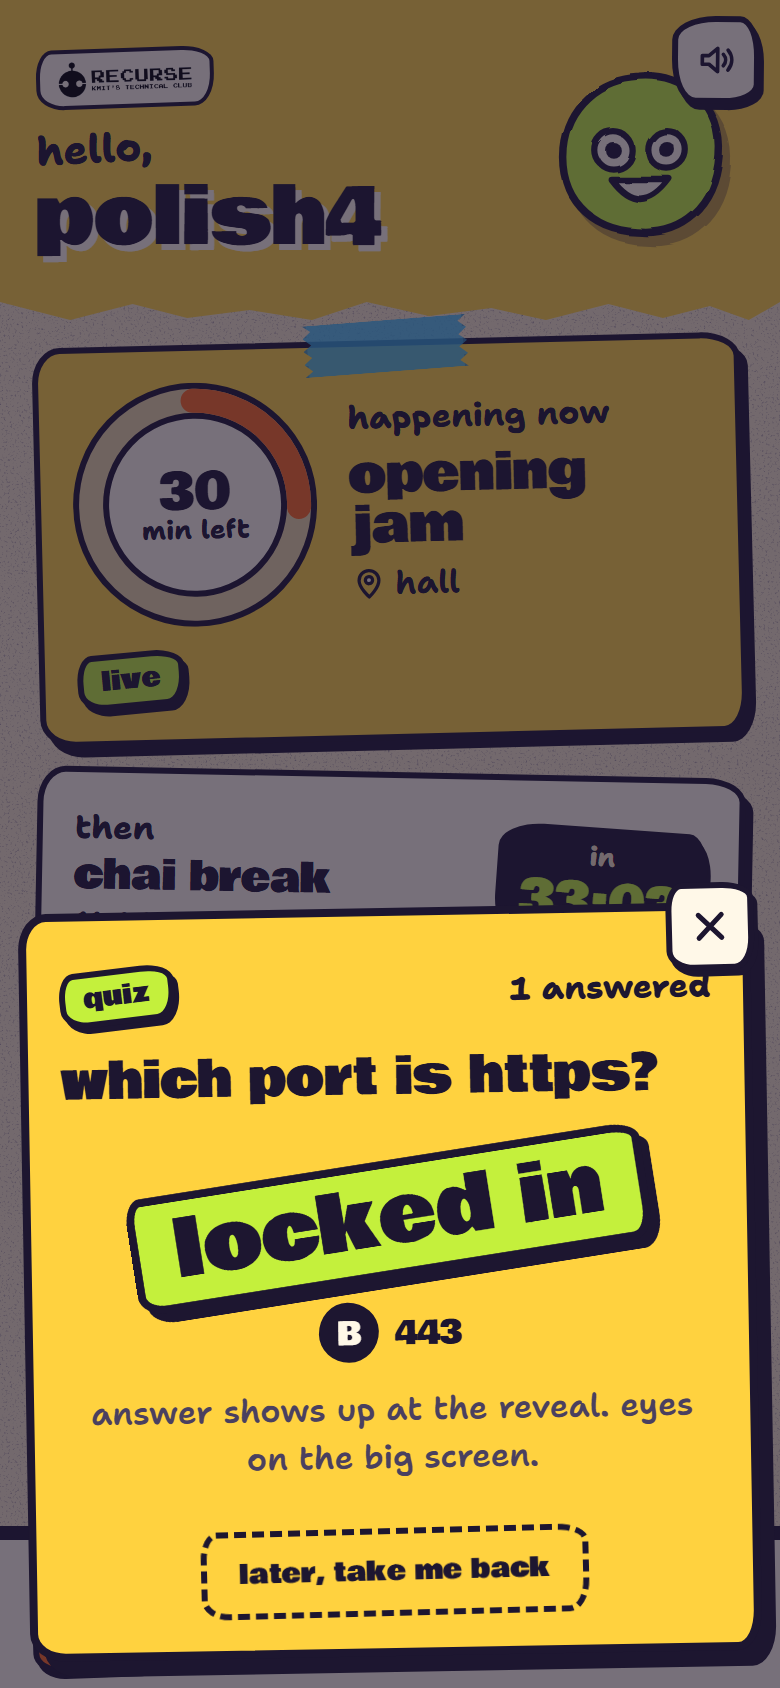 RECURSE
KMIT'S TECHNICAL CLUB
hello,
polish4
30
min left
happening now
opening
jam
hall
live
then
chai break
in
quiz
1 answered
which port is https?
locked in
B 443
answer shows up at the reveal. eyes
on the big screen.
later, take me back